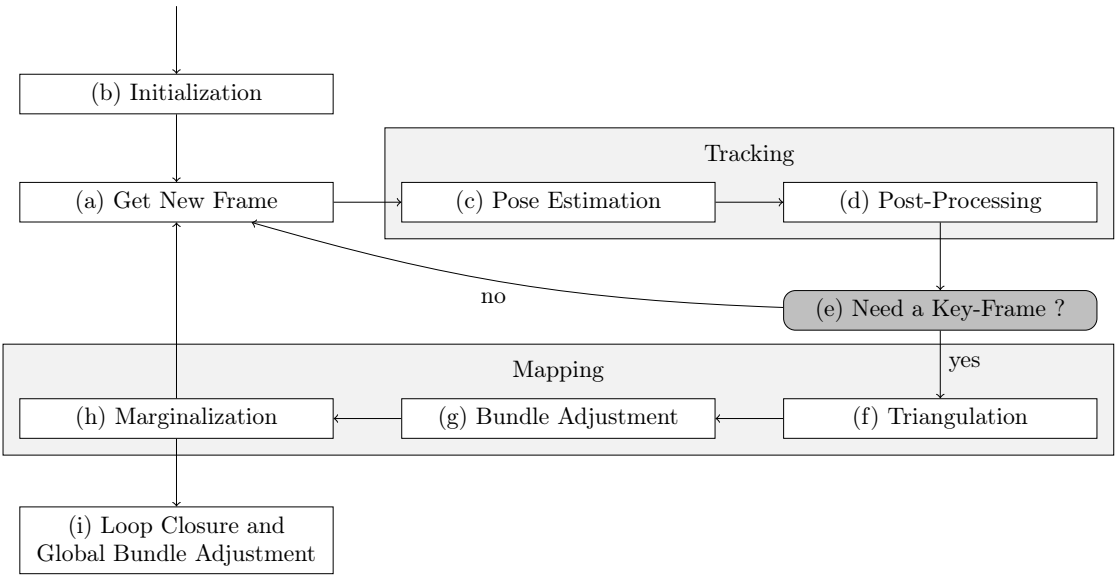 (b) Initialization
Tracking
(a) Get New Frame
(c) Pose Estimation
(d) Post-Processing
no
(e) Need a Key-Frame ?
yes
Mapping
(h) Marginalization
(g) Bundle Adjustment
(f) Triangulation
(i) Loop Closure and
Global Bundle Adjustment